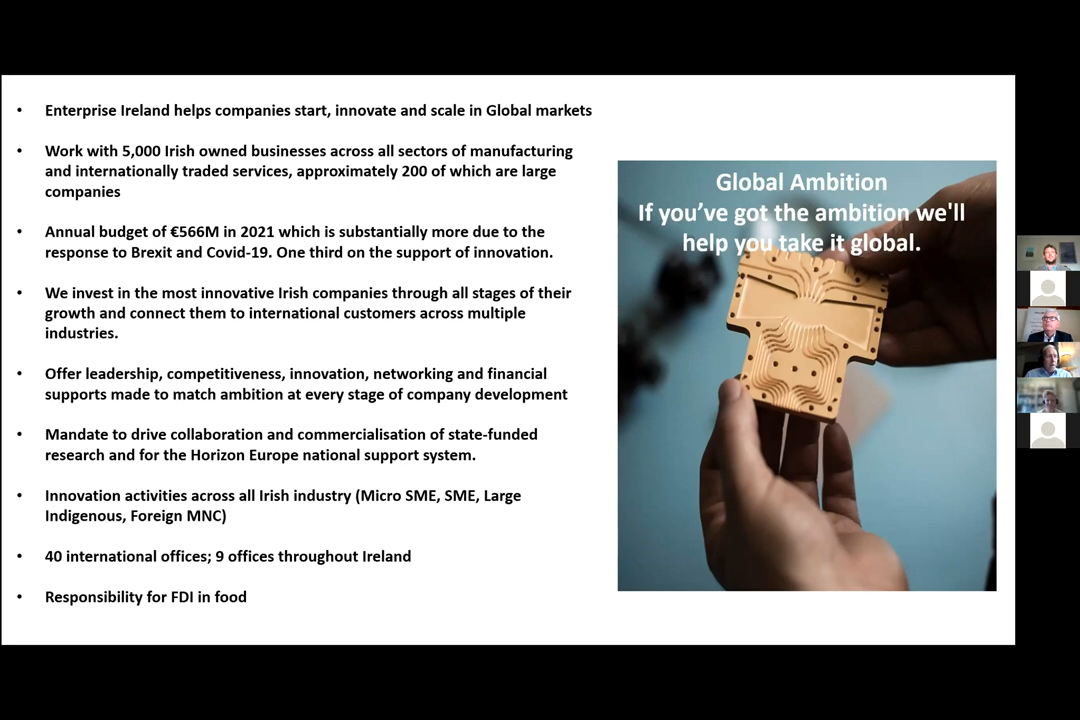 • Enterprise Ireland helps companies start, innovate and scale in Global markets
• Work with 5,000 Irish owned businesses across all sectors of manufacturing
and internationally traded services, approximately 200 of which are large
companies
• Annual budget of €566M in 2021 which is substantially more due to the
response to Brexit and Covid-19. One third on the support of innovation.
• We invest in the most innovative Irish companies through all stages of their
growth and connect them to international customers across multiple
industries.
• Offer leadership, competitiveness, innovation, networking and financial
supports made to match ambition at every stage of company development
• Mandate to drive collaboration and commercialisation of state-funded
research and for the Horizon Europe national support system.
• Innovation activities across all Irish industry (Micro SME, SME, Large
Indigenous, Foreign MNC)
• 40 international offices; 9 offices throughout Ireland
• Responsibility for FDI in food
Global Ambition
If you’ve got the ambition we'll
help you take it global.